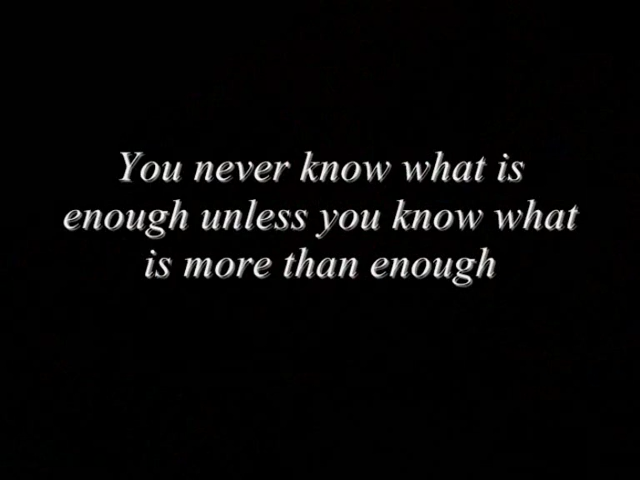 You never know what is
enough unless you know what
is more than enough